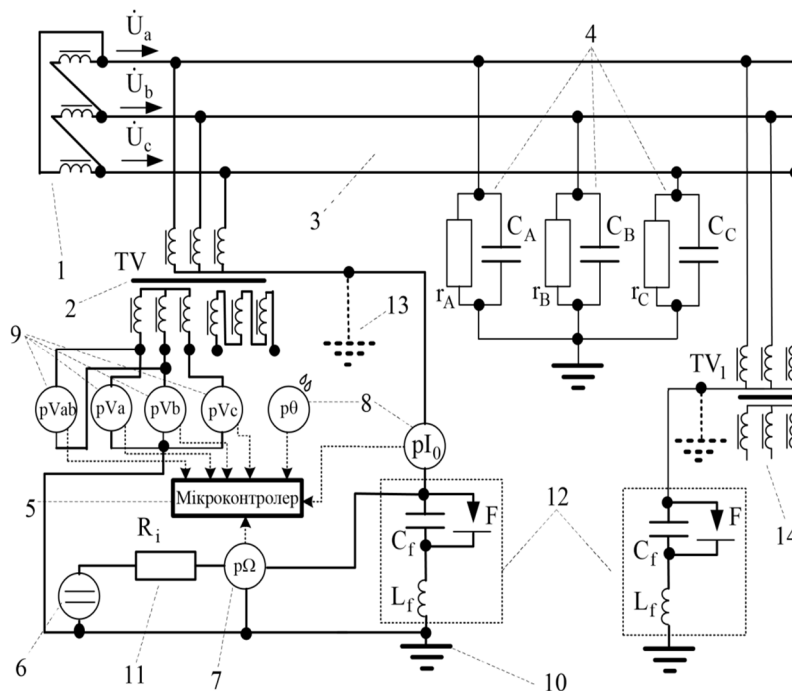 U̇a
4
U̇b
U̇c
3
CA
CB
CC
1
TV
rA
rB
rC
2
13
9
TV1
pVab
pVa
pVb
pVc
pθ
8
pI0
5
Мікроконтролер
12
F
F
14
Ri
Cf
Cf
pΩ
Lf
Lf
6
11
7
10